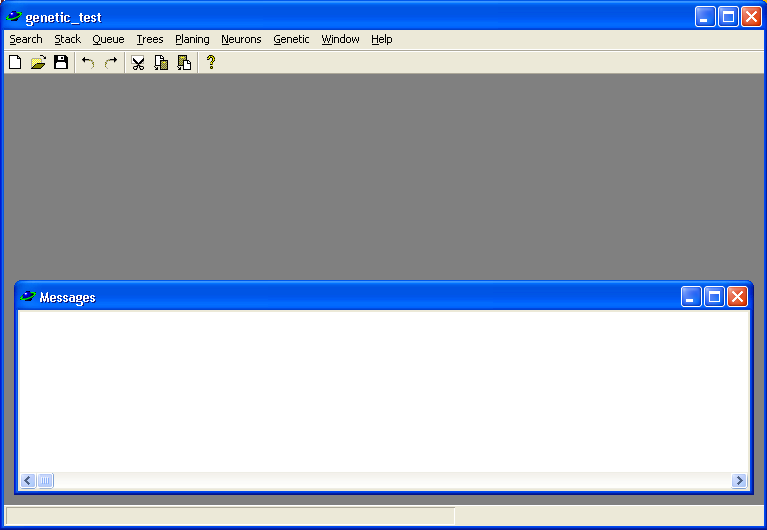 genetic_test
Search Stack Queue Trees Planing Neurons Genetic Window Help
Messages